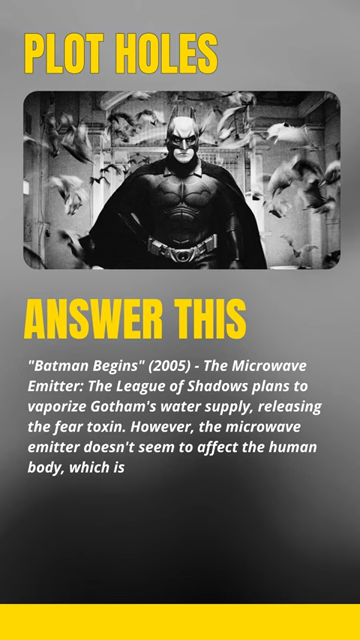 PLOT HOLES
ANSWER THIS
"Batman Begins" (2005) - The Microwave
Emitter: The League of Shadows plans to
vaporize Gotham's water supply, releasing
the fear toxin. However, the microwave
emitter doesn't seem to affect the human
body, which is